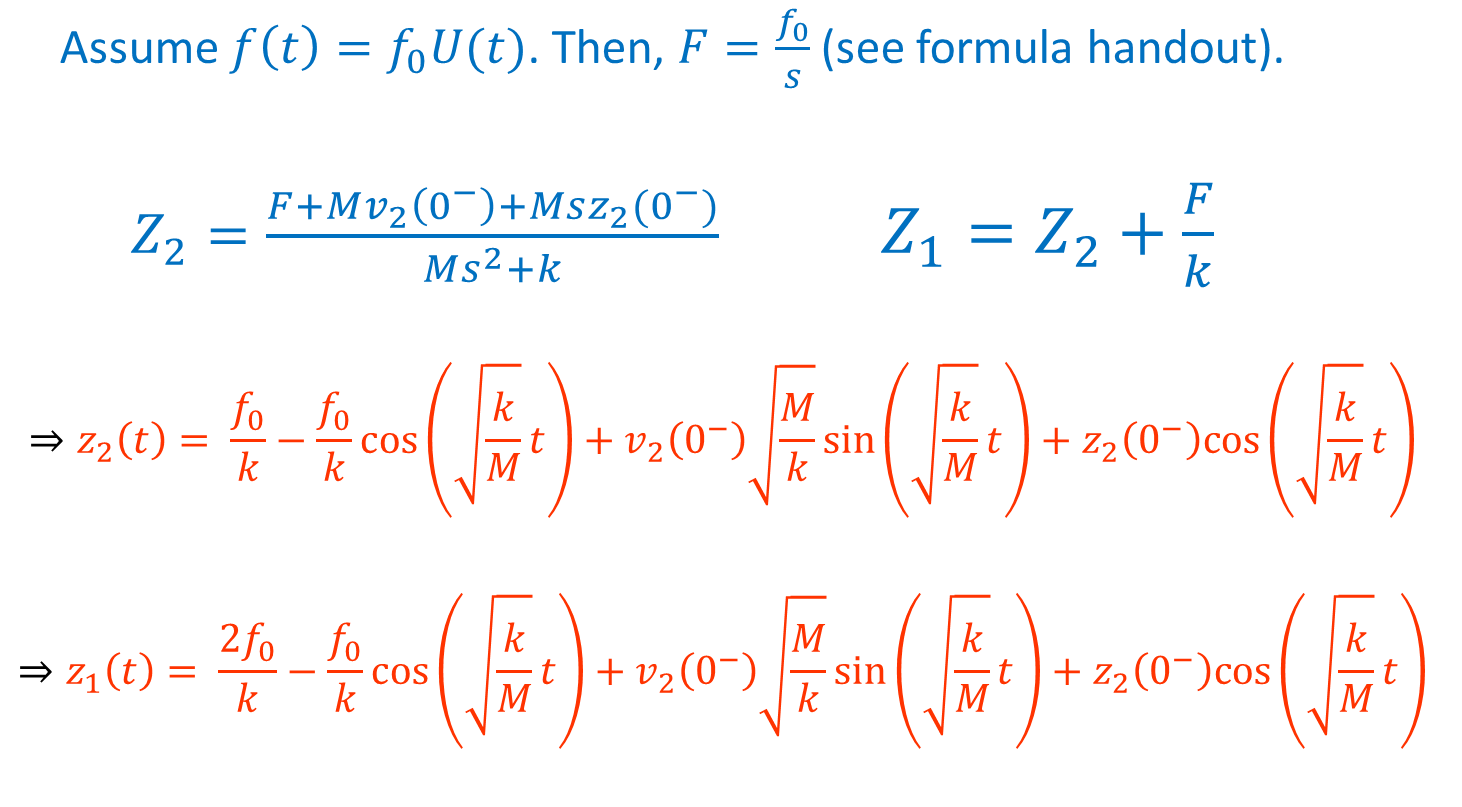 Assume f(t) = f₀U(t). Then, F = f₀/s (see formula handout).
Z₂ = (F+Mv₂(0⁻)+Msz₂(0⁻))/(Ms²+k)    Z₁ = Z₂ + F/k
⇒ z₂(t) = f₀/k − f₀/k cos(√(k/M) t) + v₂(0⁻)√(M/k) sin(√(k/M) t) + z₂(0⁻)cos(√(k/M) t)
⇒ z₁(t) = 2f₀/k − f₀/k cos(√(k/M) t) + v₂(0⁻)√(M/k) sin(√(k/M) t) + z₂(0⁻)cos(√(k/M) t)